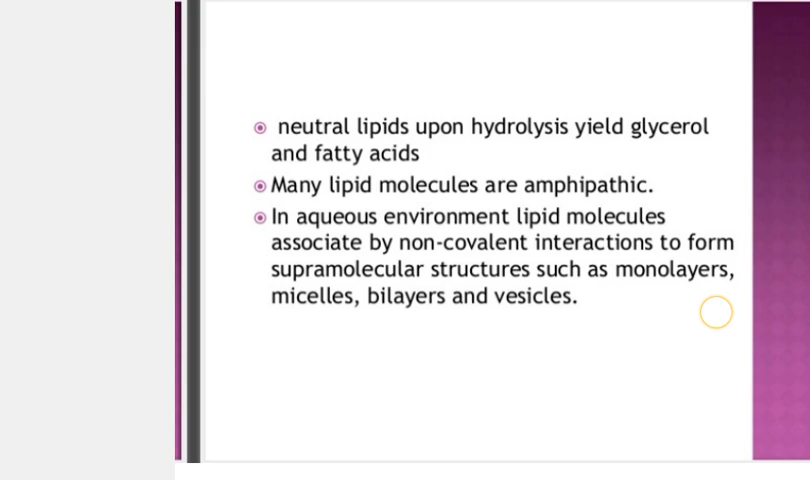 neutral lipids upon hydrolysis yield glycerol
and fatty acids
Many lipid molecules are amphipathic.
In aqueous environment lipid molecules
associate by non-covalent interactions to form
supramolecular structures such as monolayers,
micelles, bilayers and vesicles.